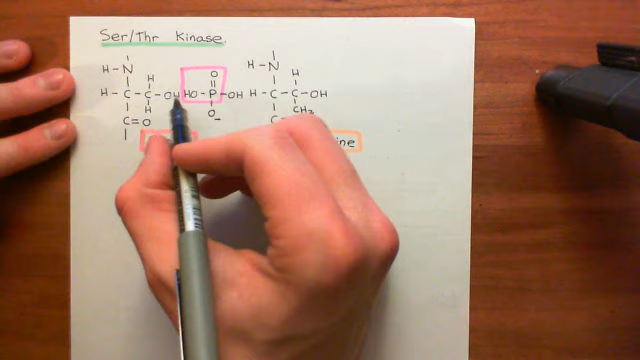 Ser/Thr Kinase
H-N H-N
H O H
H-C-C-OH HO-P-OH H-C-C-OH
H O- CH3
C=O C
ine